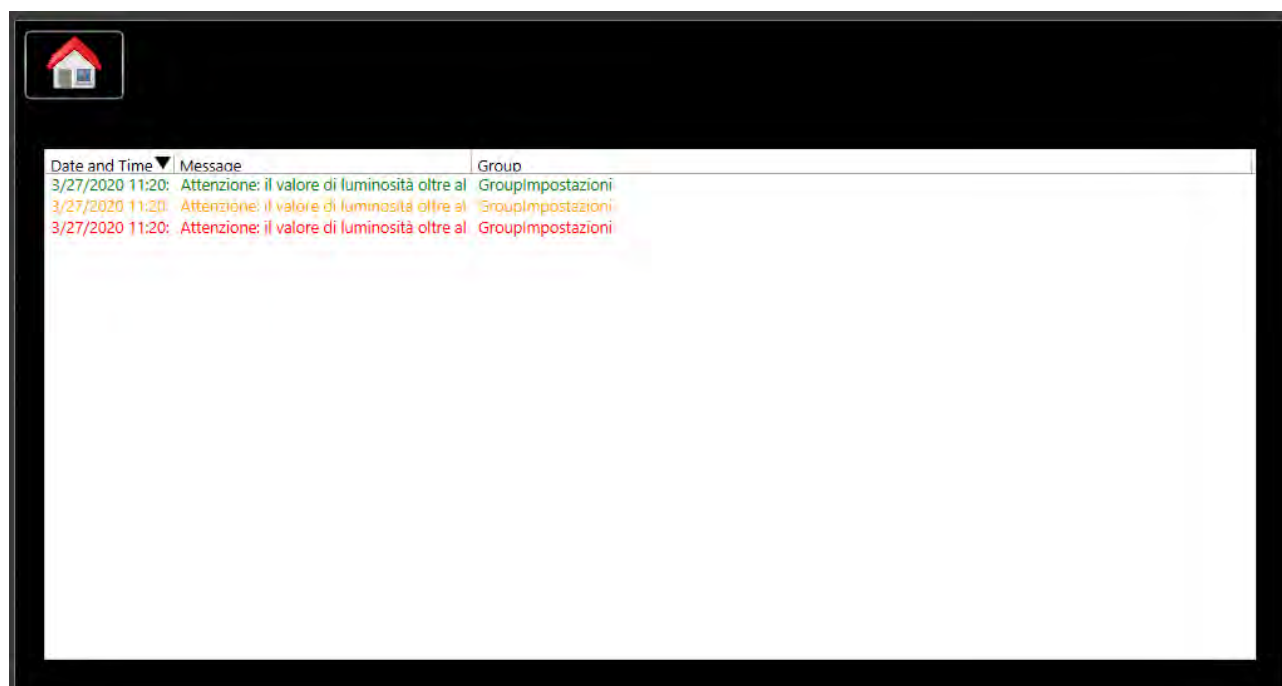 Date and Time Message Group
3/27/2020 11:20: Attenzione: il valore di luminosità oltre al GroupImpostazioni
3/27/2020 11:20: Attenzione: il valore di luminosità oltre al GroupImpostazioni
3/27/2020 11:20: Attenzione: il valore di luminosità oltre al GroupImpostazioni